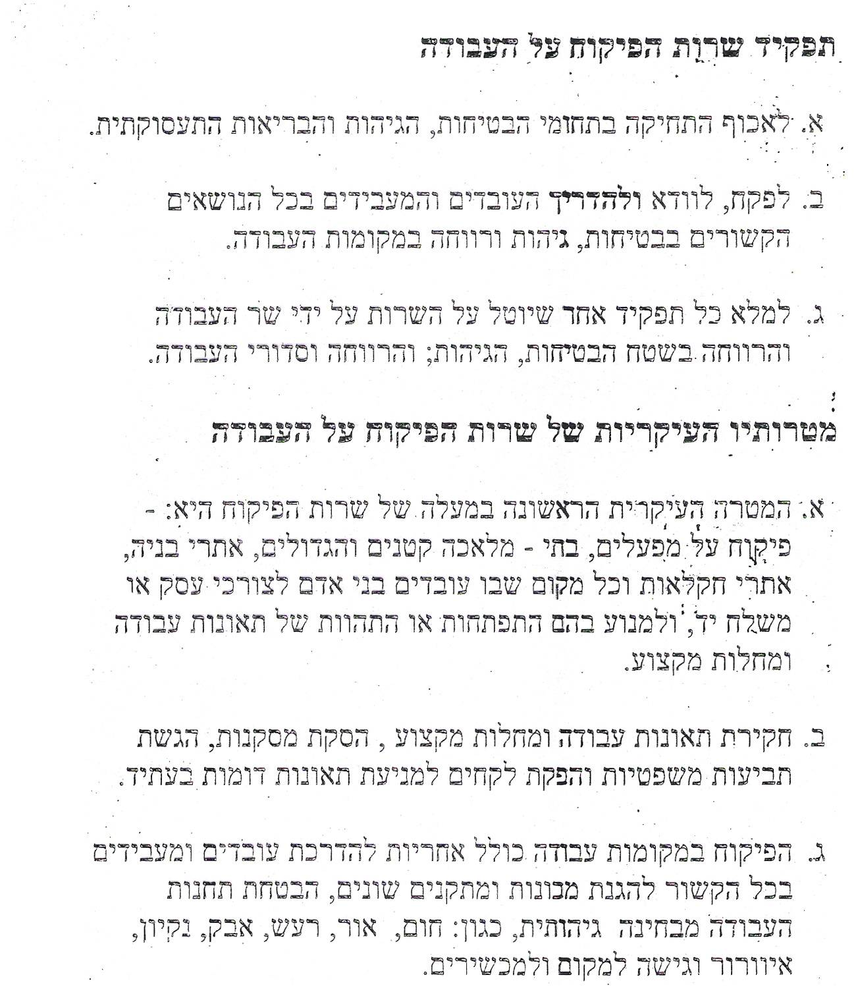 תפקיד שרות הפיקוח על העבודה
א. לאכוף התחיקה בתחומי הבטיחות, הגיהות והבריאות התעסוקתית.
ב. לפקח, לוודא ולהדריך העובדים והמעבידים בכל הנושאים
הקשורים בבטיחות, גיהות ורווחה במקומות העבודה.
ג. למלא כל תפקיד אחד שיוטל על השרות על ידי שר העבודה
והרווחה בשטח הבטיחות, הגיהות; והרווחה וסדורי העבודה.
מטרותיו העיקריות של שרות הפיקוח על העבודה
א. המטרה העיקרית הראשונה במעלה של שרות הפיקוח היא: -
פיקוח על מפעלים, בתי - מלאכה קטנים והגדולים, אתרי בניה,
אתרי חקלאות וכל מקום שבו עובדים בני אדם לצורכי עסק או
משלח יד, ולמנוע בהם התפתחות או התהוות של תאונות עבודה
ומחלות מקצוע.
ב. חקירת תאונות עבודה ומחלות מקצוע , הסקת מסקנות, הגשת
תביעות משפטיות והפקת לקחים למניעת תאונות דומות בעתיד.
ג. הפיקוח במקומות עבודה כולל אחריות להדרכת עובדים ומעבידים
בכל הקשור להגנת מכונות ומתקנים שונים, הבטחת תחנות
העבודה מבחינה גיהותית, כגון: חום, אור, רעש, אבק, נקיון,
איוורור וגישה למקום ולמכשירים.